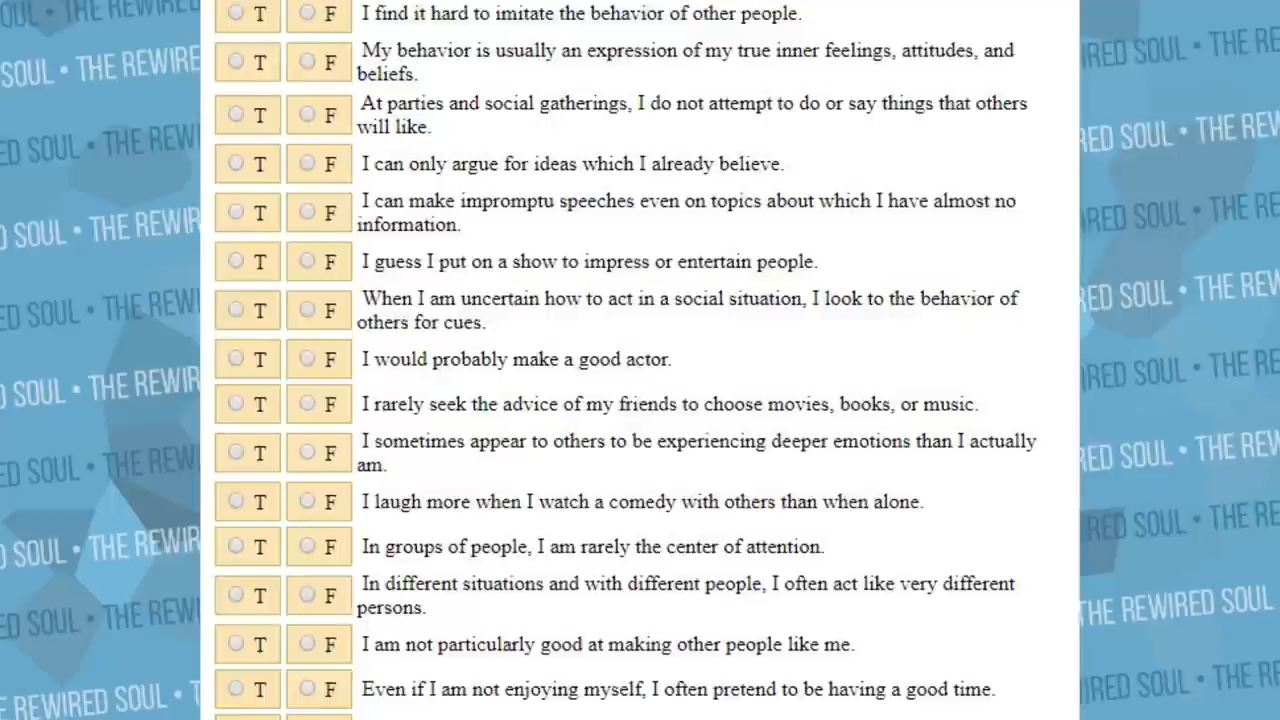 T F I find it hard to imitate the behavior of other people.
T F My behavior is usually an expression of my true inner feelings, attitudes, and
beliefs.
T F At parties and social gatherings, I do not attempt to do or say things that others
will like.
T F I can only argue for ideas which I already believe.
T F I can make impromptu speeches even on topics about which I have almost no
information.
T F I guess I put on a show to impress or entertain people.
T F When I am uncertain how to act in a social situation, I look to the behavior of
others for cues.
T F I would probably make a good actor.
T F I rarely seek the advice of my friends to choose movies, books, or music.
T F I sometimes appear to others to be experiencing deeper emotions than I actually
am.
T F I laugh more when I watch a comedy with others than when alone.
T F In groups of people, I am rarely the center of attention.
T F In different situations and with different people, I often act like very different
persons.
T F I am not particularly good at making other people like me.
T F Even if I am not enjoying myself, I often pretend to be having a good time.
SOUL • THE REWIRE
THE REWIRED SOUL
E REWIRED SOUL • T